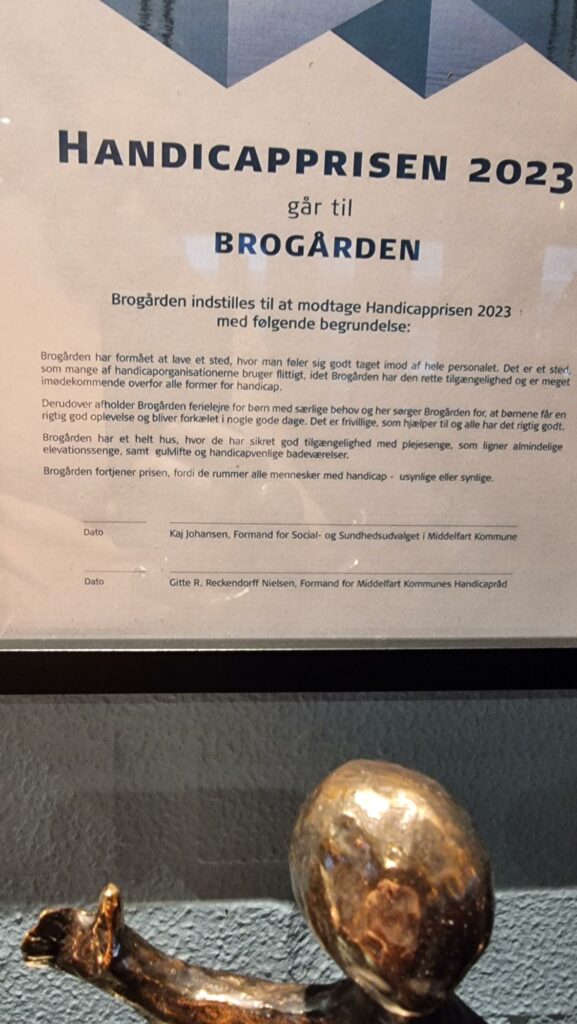 HANDICAPPRISEN 2023
går til
BROGÅRDEN
Brogården indstilles til at modtage Handicapprisen 2023
med følgende begrundelse:
Brogården har formået at lave et sted, hvor man føler sig godt taget imod af hele personalet. Det er et sted,
som mange af handicaporganisationerne bruger flittigt, idet Brogården har den rette tilgængelighed og er meget
imødekommende overfor alle former for handicap.
Derudover afholder Brogården ferielejre for børn med særlige behov og her sørger Brogården for, at børnene får en
rigtig god oplevelse og bliver forkælet i nogle gode dage. Det er frivillige, som hjælper til og alle har det rigtig godt.
Brogården har et helt hus, hvor de har sikret god tilgængelighed med plejesenge, som ligner almindelige
elevationssenge, samt gulvlifte og handicapvenlige badeværelser.
Brogården fortjener prisen, fordi de rummer alle mennesker med handicap - usynlige eller synlige.
Dato Kaj Johansen, Formand for Social- og Sundhedsudvalget i Middelfart Kommune
Dato Gitte R. Reckendorff Nielsen, Formand for Middelfart Kommunes Handicapråd